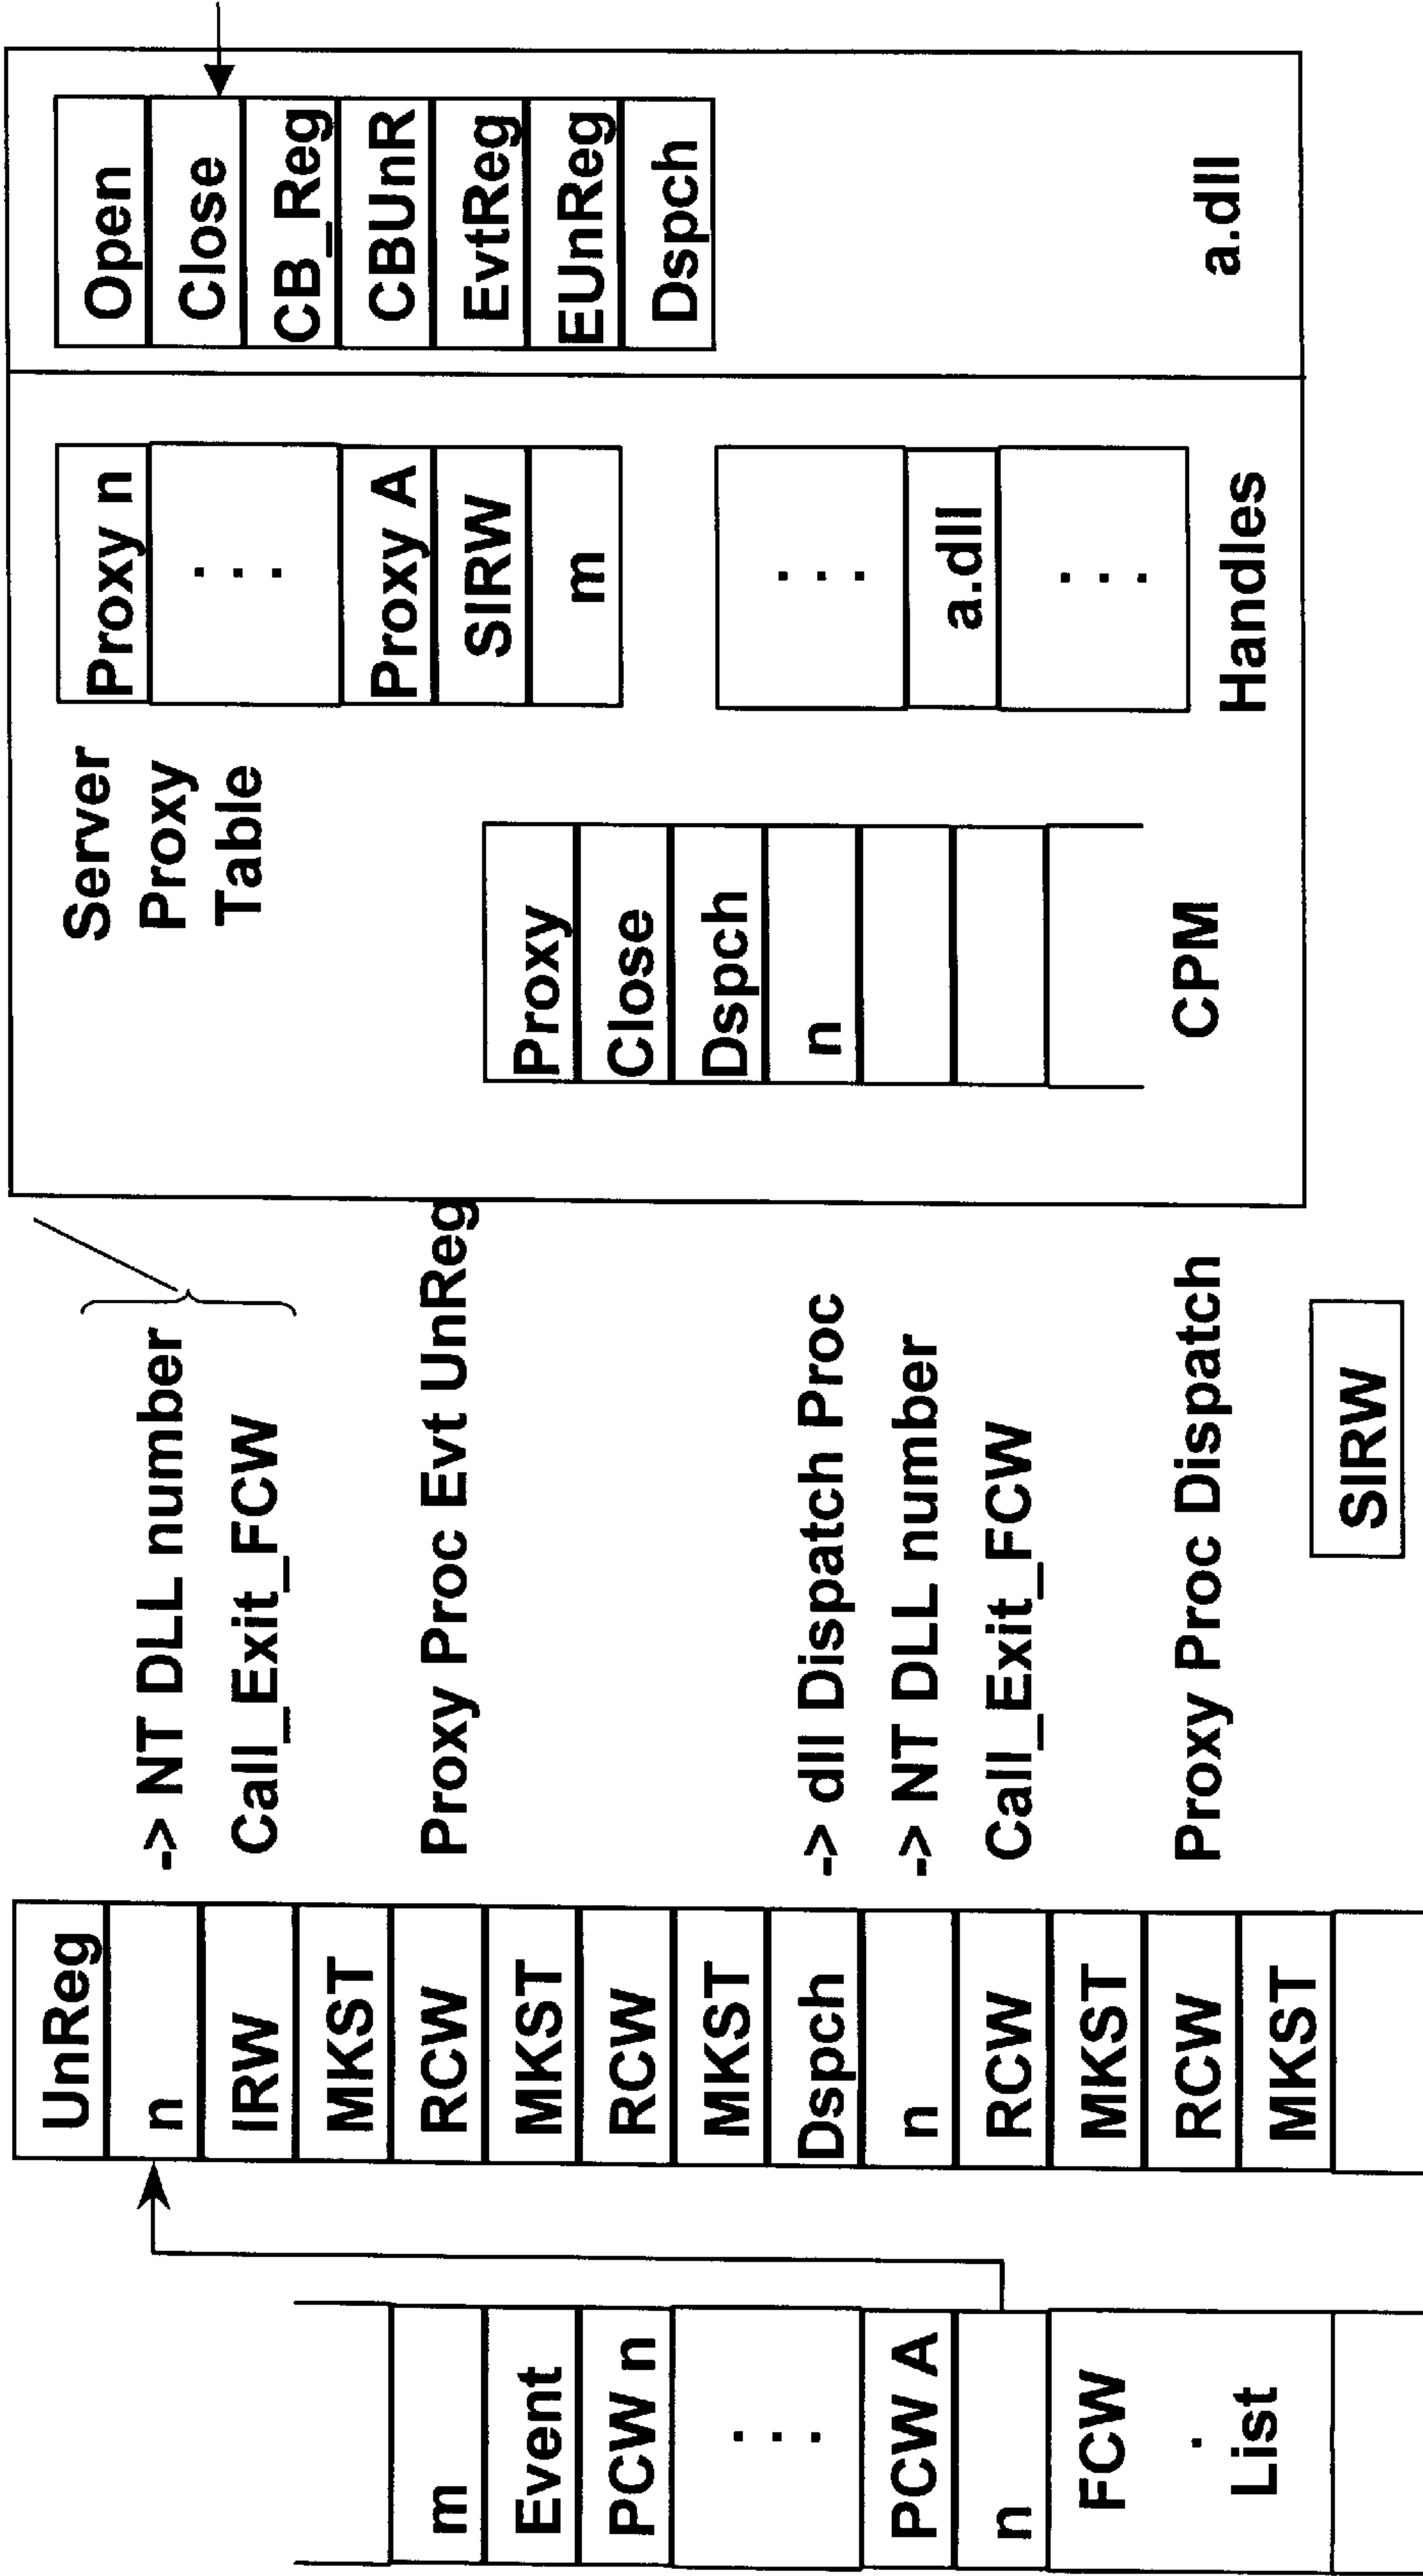 m
Event
PCW n
. . .
PCW A
n
FCW
.
List
UnReg
n
IRW
MKST
RCW
MKST
RCW
MKST
Dspch
n
RCW
MKST
RCW
MKST
-> NT DLL number
Call_Exit_FCW
Proxy Proc Evt UnReg
-> dll Dispatch Proc
-> NT DLL number
Call_Exit_FCW
Proxy Proc Dispatch
SIRW
Server
Proxy
Table
Proxy
Close
Dspch
n
CPM
Proxy n
. . .
Proxy A
SIRW
m
. . .
a.dll
. . .
Handles
Open
Close
CB_Reg
CBUnR
EvtReg
EUnReg
Dspch
a.dll